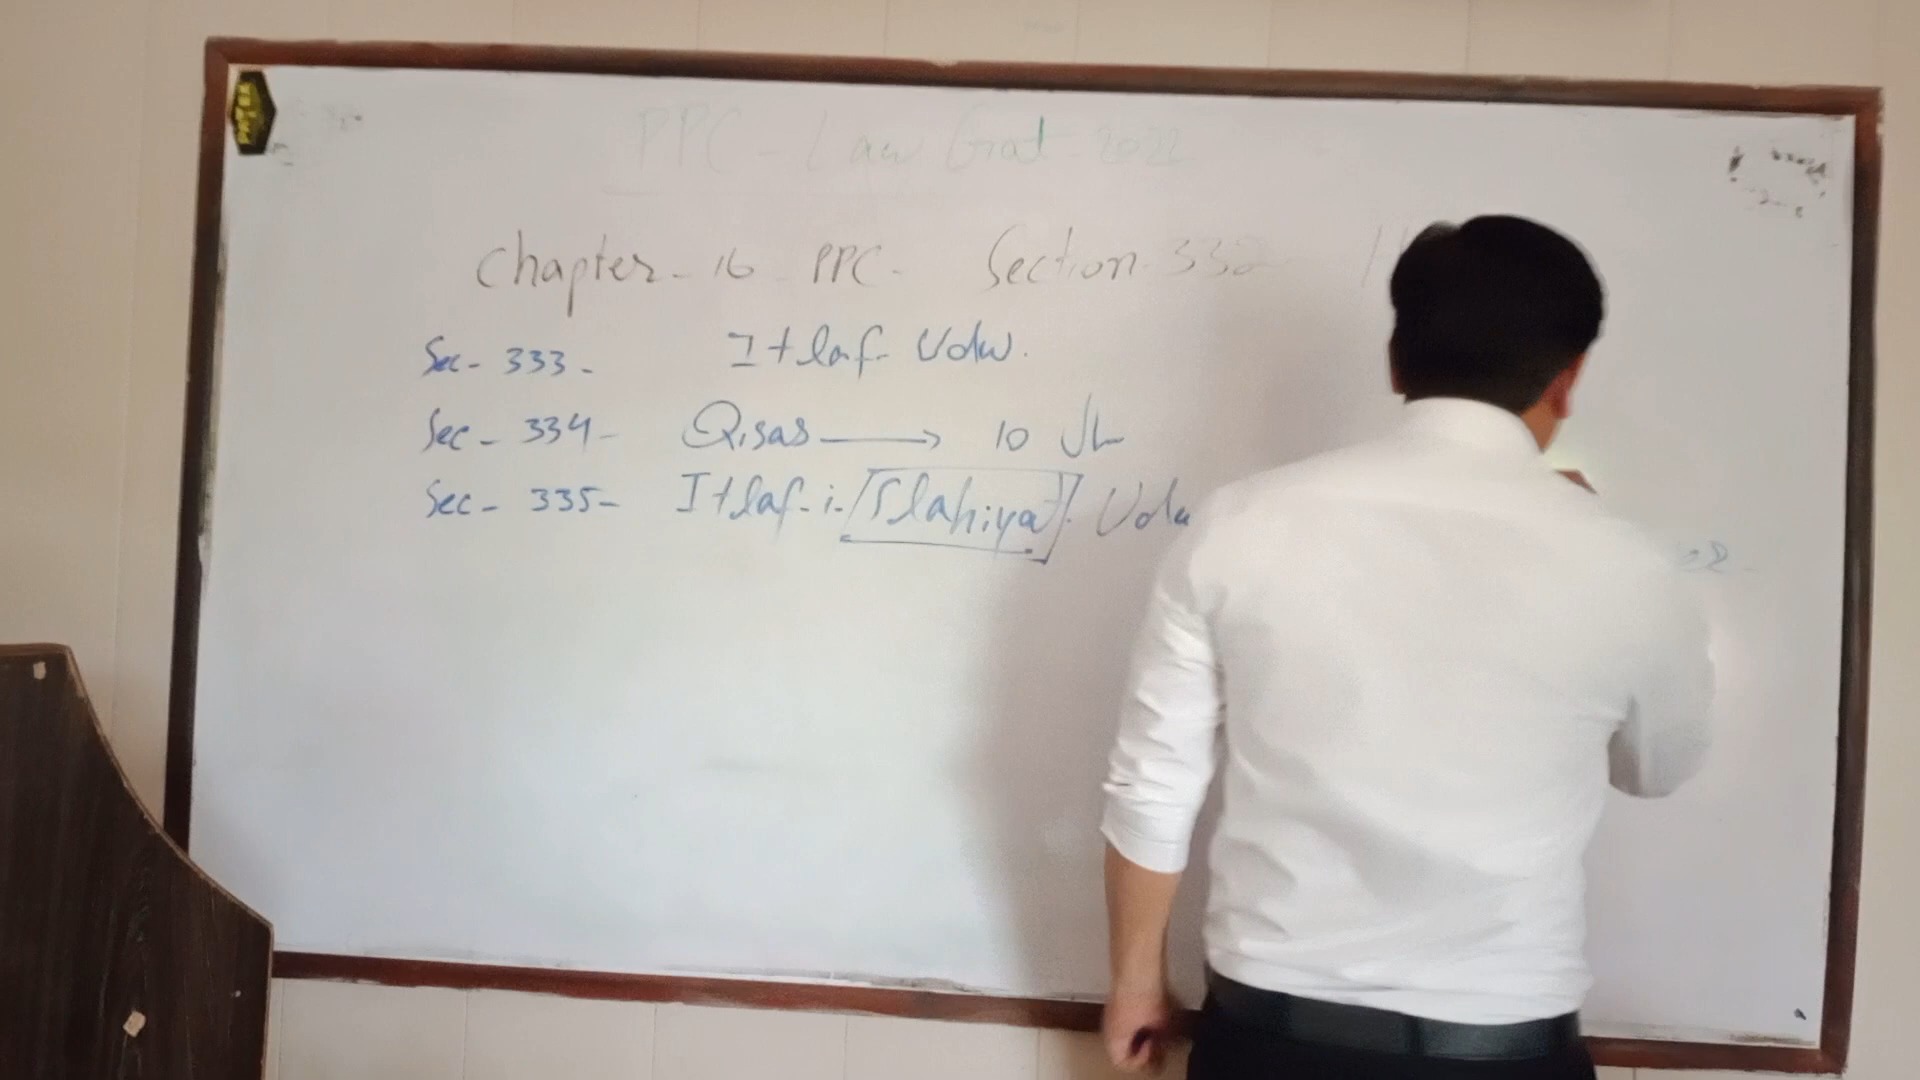 PPC - Law Gat - 2022
Chapter - 16 PPC - Section 332
Sec - 333 - Itlaf - Udw.
Sec - 334 - Qisas → 10 سال
Sec - 335 - Itlaf - i - Slahiyat - Udw